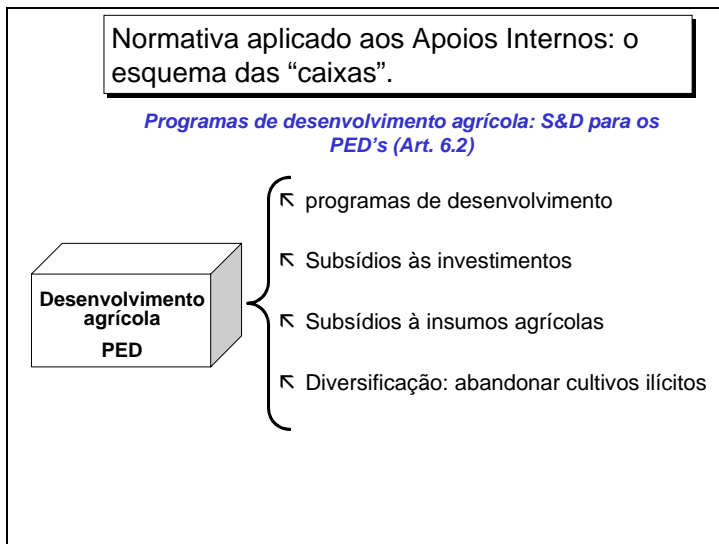 Normativa aplicado aos Apoios Internos: o
esquema das “caixas”.
Programas de desenvolvimento agrícola: S&D para os
PED’s (Art. 6.2)
↖ programas de desenvolvimento
↖ Subsídios às investimentos
Desenvolvimento
agrícola
PED
↖ Subsídios à insumos agrícolas
↖ Diversificação: abandonar cultivos ilícitos